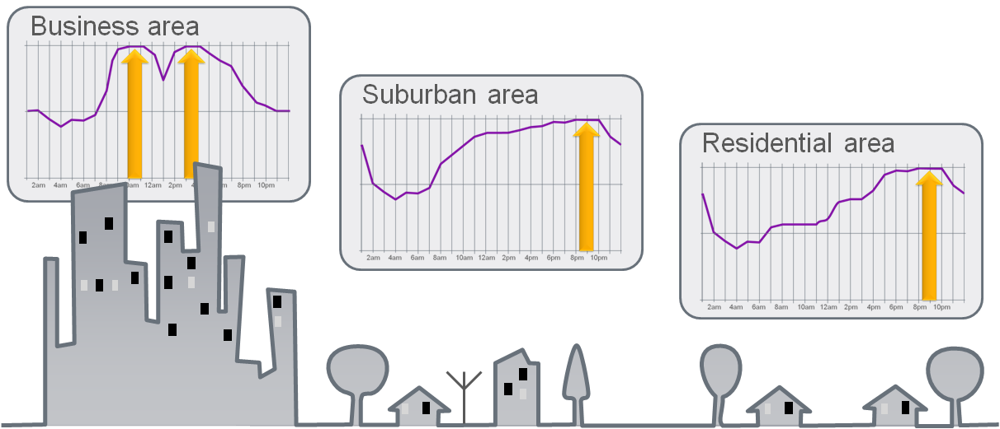 Business area
2am 4am 6am 12am 2pm 8pm 10pm
Suburban area
2am 4am 6am 8am 10am 12am 2pm 4pm 6pm 8pm 10pm
Residential area
2am 4am 6am 8am 10am 12am 2pm 4pm 6pm 8pm 10pm